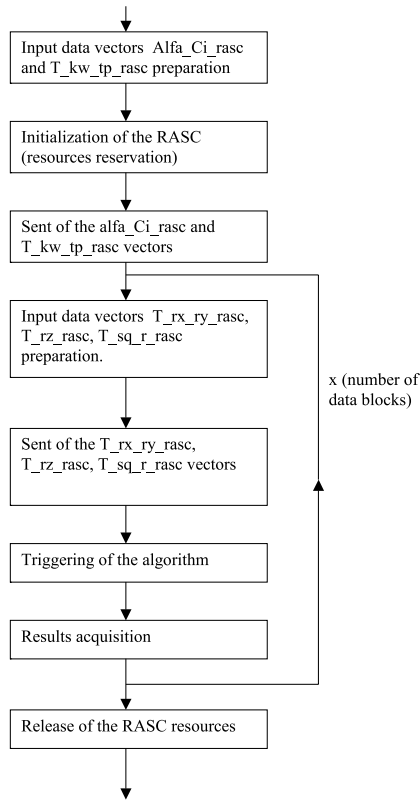 Input data vectors Alfa_Ci_rasc
and T_kw_tp_rasc preparation
Initialization of the RASC
(resources reservation)
Sent of the alfa_Ci_rasc and
T_kw_tp_rasc vectors
Input data vectors T_rx_ry_rasc,
T_rz_rasc, T_sq_r_rasc
preparation.
x (number of
data blocks)
Sent of the T_rx_ry_rasc,
T_rz_rasc, T_sq_r_rasc vectors
Triggering of the algorithm
Results acquisition
Release of the RASC resources